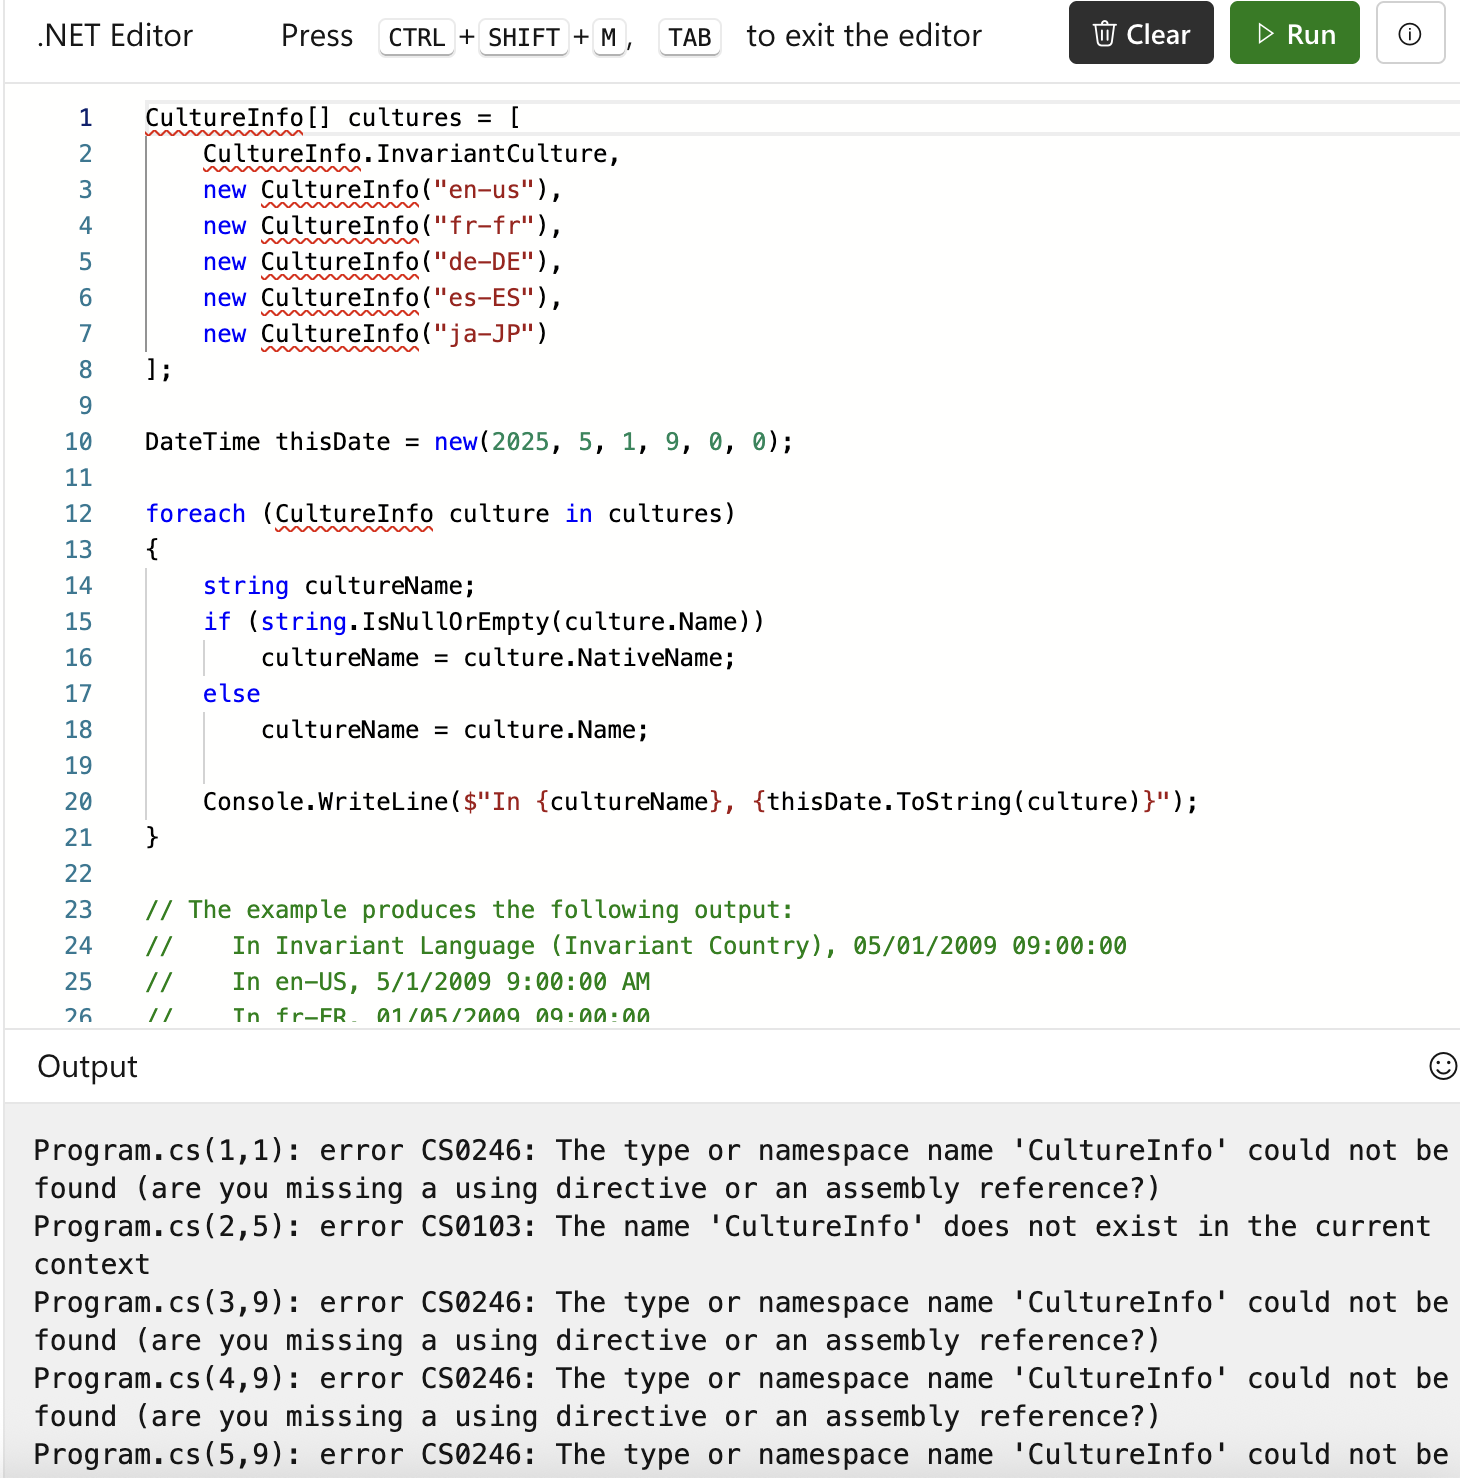 .NET Editor Press CTRL + SHIFT + M, TAB to exit the editor Clear Run
1 CultureInfo[] cultures = [
2     CultureInfo.InvariantCulture,
3     new CultureInfo("en-us"),
4     new CultureInfo("fr-fr"),
5     new CultureInfo("de-DE"),
6     new CultureInfo("es-ES"),
7     new CultureInfo("ja-JP")
8 ];
9
10 DateTime thisDate = new(2025, 5, 1, 9, 0, 0);
11
12 foreach (CultureInfo culture in cultures)
13 {
14     string cultureName;
15     if (string.IsNullOrEmpty(culture.Name))
16         cultureName = culture.NativeName;
17     else
18         cultureName = culture.Name;
19
20     Console.WriteLine($"In {cultureName}, {thisDate.ToString(culture)}");
21 }
22
23 // The example produces the following output:
24 //    In Invariant Language (Invariant Country), 05/01/2009 09:00:00
25 //    In en-US, 5/1/2009 9:00:00 AM
26 //    In fr-FR, 01/05/2009 09:00:00
Output
Program.cs(1,1): error CS0246: The type or namespace name 'CultureInfo' could not be
found (are you missing a using directive or an assembly reference?)
Program.cs(2,5): error CS0103: The name 'CultureInfo' does not exist in the current
context
Program.cs(3,9): error CS0246: The type or namespace name 'CultureInfo' could not be
found (are you missing a using directive or an assembly reference?)
Program.cs(4,9): error CS0246: The type or namespace name 'CultureInfo' could not be
found (are you missing a using directive or an assembly reference?)
Program.cs(5,9): error CS0246: The type or namespace name 'CultureInfo' could not be